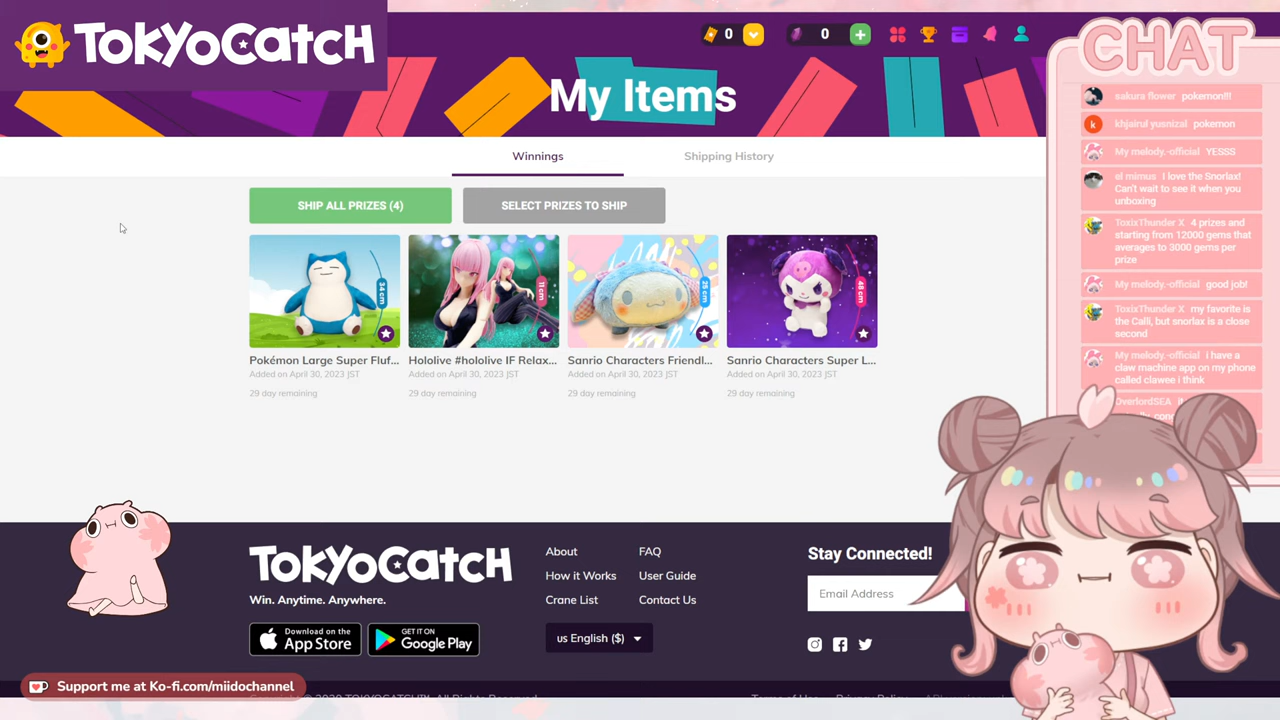 TOKYOCATCH
0
0
My Items
Winnings
Shipping History
SHIP ALL PRIZES (4)
SELECT PRIZES TO SHIP
34 cm
11 cm
25 cm
48 cm
Pokémon Large Super Fluf...
Added on April 30, 2023 JST
29 day remaining
Hololive #hololive IF Relax...
Added on April 30, 2023 JST
29 day remaining
Sanrio Characters Friendl...
Added on April 30, 2023 JST
29 day remaining
Sanrio Characters Super L...
Added on April 30, 2023 JST
29 day remaining
CHAT
sakura flower pokemon!!!
k
khjairul yusnizal pokemon
My melody.-official YESSS
el mimus I love the Snorlax!
Can't wait to see it when you
unboxing
ToxixThunder X 4 prizes and
starting from 12000 gems that
averages to 3000 gems per
prize
My melody.-official good job!
ToxixThunder X my favorite is
the Calli, but snorlax is a close
second
My melody.-official i have a
claw machine app on my phone
called clawee i think
OverlordSEA
TOKYOCATCH
Win. Anytime. Anywhere.
Download on the
App Store
GET IT ON
Google Play
About
How it Works
Crane List
FAQ
User Guide
Contact Us
us English ($)
Stay Connected!
Email Address
Support me at Ko-fi.com/miidochannel